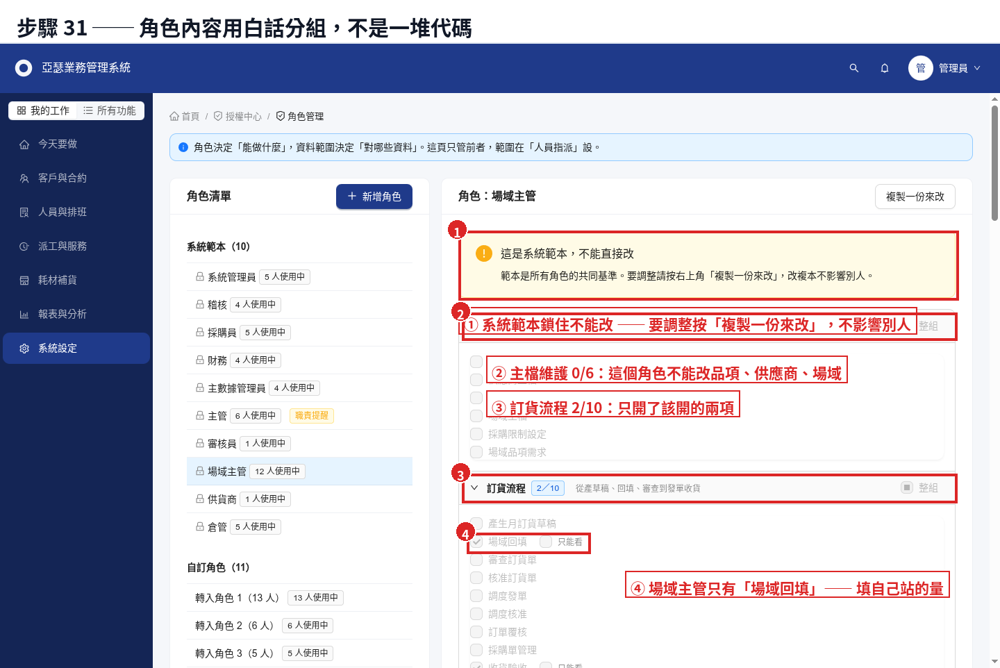 步驟 31 —— 角色內容用白話分組，不是一堆代碼
亞瑟業務管理系統
管 管理員
我的工作 所有功能
今天要做
客戶與合約
人員與排班
派工與服務
耗材補貨
報表與分析
系統設定
首頁 / 授權中心 / 角色管理
角色決定「能做什麼」，資料範圍決定「對哪些資料」。這頁只管前者，範圍在「人員指派」設。
角色清單
新增角色
系統範本（10）
系統管理員 5 人使用中
稽核 4 人使用中
採購員 5 人使用中
財務 4 人使用中
主數據管理員 4 人使用中
主管 6 人使用中 職責提醒
審核員 1 人使用中
場域主管 12 人使用中
供貨商 1 人使用中
倉管 5 人使用中
自訂角色（11）
轉入角色 1（13 人） 13 人使用中
轉入角色 2（6 人） 6 人使用中
轉入角色 3（5 人） 5 人使用中
角色：場域主管
複製一份來改
1
這是系統範本，不能直接改
範本是所有角色的共同基準。要調整請按右上角「複製一份來改」，改複本不影響別人。
2
① 系統範本鎖住不能改 —— 要調整按「複製一份來改」，不影響別人
整組
② 主檔維護 0/6：這個角色不能改品項、供應商、場域
③ 訂貨流程 2/10：只開了該開的兩項
採購限制設定
場域品項需求
3
訂貨流程 2／10 從產草稿、回填、審查到發單收貨 整組
產生月訂貨草稿
4
場域回填 只能看
審查訂貨單
核准訂貨單
調度發單
④ 場域主管只有「場域回填」—— 填自己站的量
調度核准
訂單覆核
採購單管理
收貨驗收 只能看